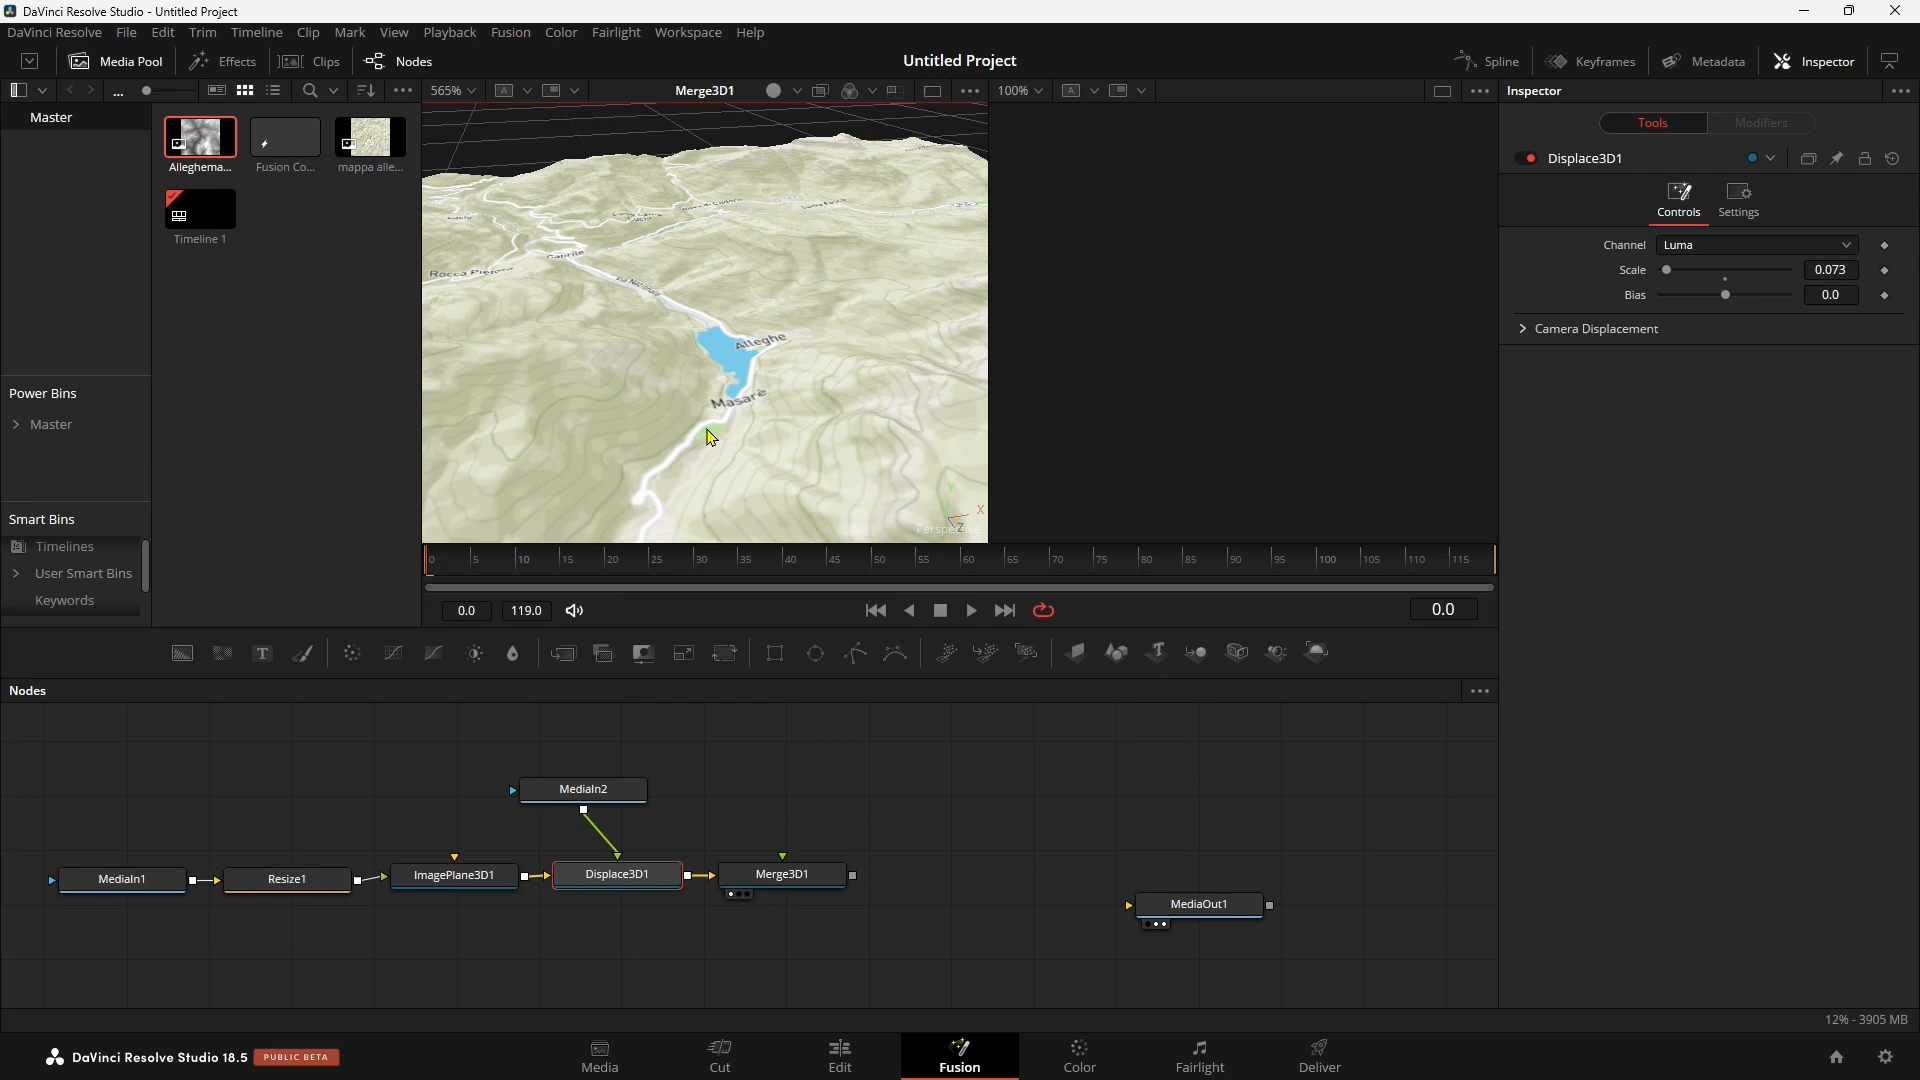 DaVinci Resolve Studio - Untitled Project
DaVinci Resolve File Edit Trim Timeline Clip Mark View Playback Fusion Color Fairlight Workspace Help
Media Pool Effects Clips Nodes Untitled Project Spline Keyframes Metadata Inspector
... 565% A Merge3D1 100% A Inspector
Master
Alleghema... Fusion Co... mappa alle...
Timeline 1
Power Bins
Master
Smart Bins
Timelines
User Smart Bins
Keywords
Caprile
Rocca Pietore
Via Nazionale
Alleghe
Masarè
Y
X
Z
Perspective
Tools Modifiers
Displace3D1
Controls Settings
Channel Luma
Scale 0.073
Bias 0.0
Camera Displacement
0 5 10 15 20 25 30 35 40 45 50 55 60 65 70 75 80 85 90 95 100 105 110 115
0.0 119.0 0.0
T T
Nodes
MediaIn2
MediaIn1 Resize1 ImagePlane3D1 Displace3D1 Merge3D1
MediaOut1
12% - 3905 MB
DaVinci Resolve Studio 18.5 PUBLIC BETA
Media Cut Edit Fusion Color Fairlight Deliver